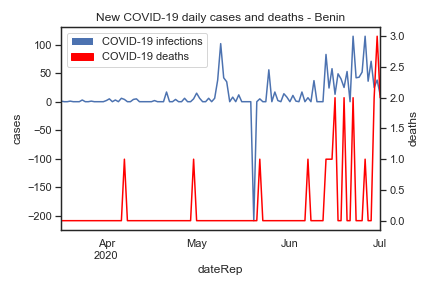 New COVID-19 daily cases and deaths - Benin
COVID-19 infections
COVID-19 deaths
100
50
0
−50
−100
−150
−200
cases
3.0
2.5
2.0
1.5
1.0
0.5
0.0
deaths
Apr
2020
May
Jun
Jul
dateRep